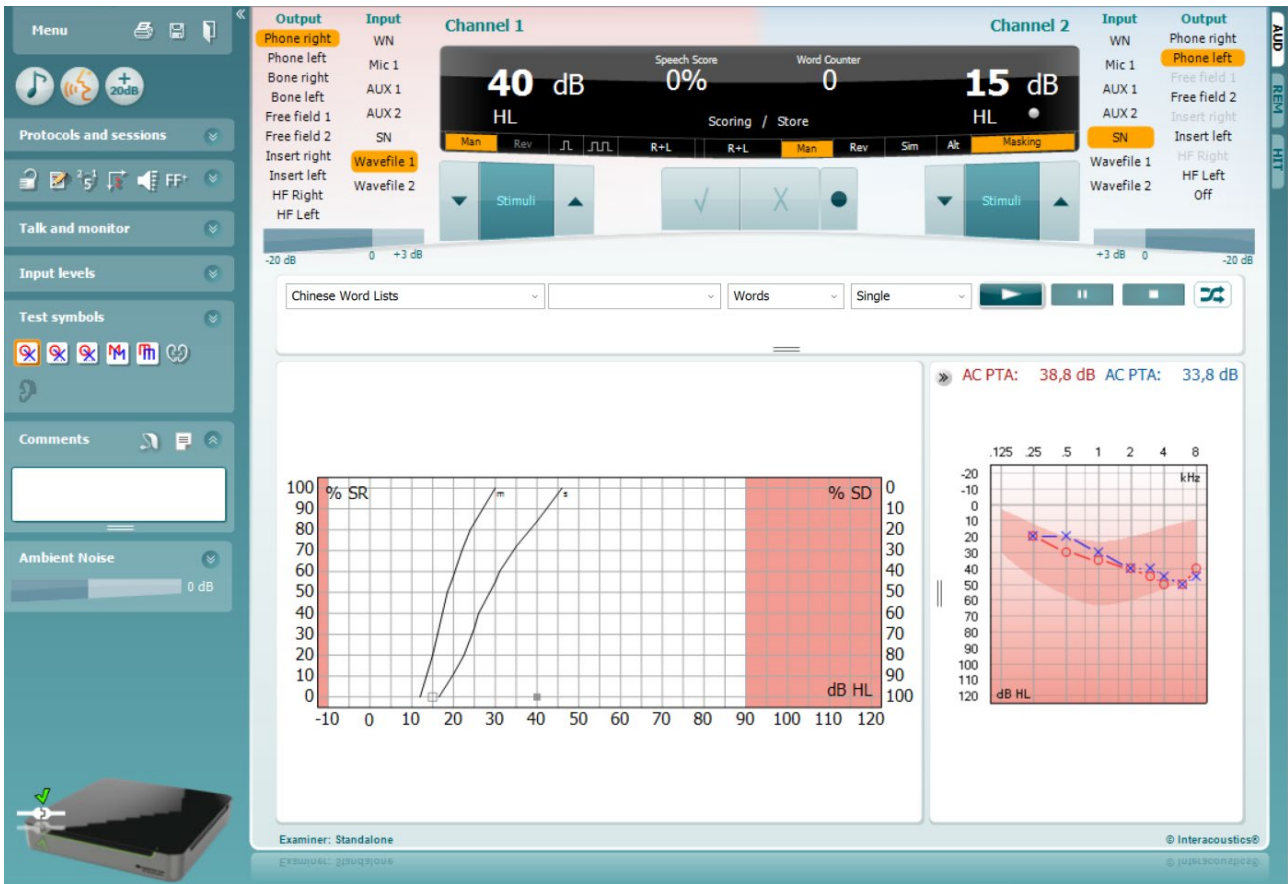 Menu
20dB
Protocols and sessions
FF+
Talk and monitor
Input levels
Test symbols
Comments
Ambient Noise
0 dB
Output
Phone right
Phone left
Bone right
Bone left
Free field 1
Free field 2
Insert right
Insert left
HF Right
HF Left
Input
WN
Mic 1
AUX 1
AUX 2
SN
Wavefile 1
Wavefile 2
-20 dB
0
+3 dB
Channel 1
Channel 2
40 dB
HL
Speech Score
0%
Word Counter
0
Scoring / Store
15 dB
HL
Man
Rev
R+L
R+L
Man
Rev
Sim
Alt
Masking
Stimuli
Stimuli
Input
WN
Mic 1
AUX 1
AUX 2
SN
Wavefile 1
Wavefile 2
Output
Phone right
Phone left
Free field 1
Free field 2
Insert right
Insert left
HF Right
HF Left
Off
+3 dB
0
-20 dB
AUD
REM
HIT
Chinese Word Lists
Words
Single
% SR
% SD
m
s
100
90
80
70
60
50
40
30
20
10
0
0
10
20
30
40
50
60
70
80
90
100
dB HL
-10 0 10 20 30 40 50 60 70 80 90 100 110 120
AC PTA: 38,8 dB AC PTA: 33,8 dB
.125 .25 .5 1 2 4 8
kHz
-20
-10
0
10
20
30
40
50
60
70
80
90
100
110
120
dB HL
Examiner: Standalone
© Interacoustics®